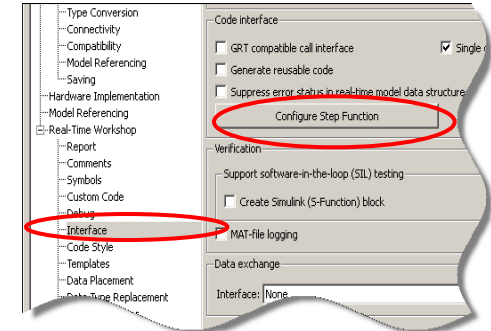 Type Conversion
Connectivity
Compatibility
Model Referencing
Saving
Hardware Implementation
Model Referencing
Real-Time Workshop
Report
Comments
Symbols
Custom Code
Debug
Interface
Code Style
Templates
Data Placement
Data Type Replacement
Code interface
GRT compatible call interface
Single
Generate reusable code
Suppress error status in real-time model data structure
Configure Step Function
Verification
Support software-in-the-loop (SIL) testing
Create Simulink (S-Function) block
MAT-file logging
Data exchange
Interface: None